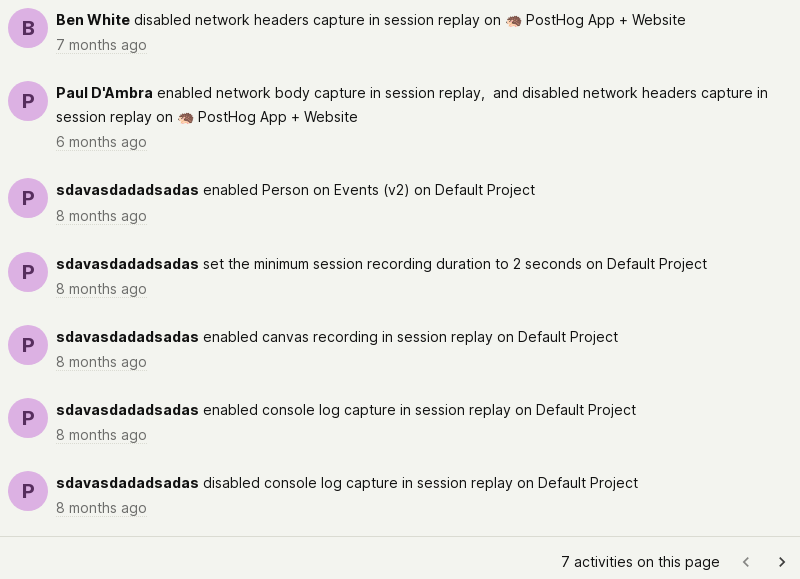 B
Ben White disabled network headers capture in session replay on 🦔 PostHog App + Website
7 months ago
P
Paul D'Ambra enabled network body capture in session replay,  and disabled network headers capture in
session replay on 🦔 PostHog App + Website
6 months ago
P
sdavasdadadsadas enabled Person on Events (v2) on Default Project
8 months ago
P
sdavasdadadsadas set the minimum session recording duration to 2 seconds on Default Project
8 months ago
P
sdavasdadadsadas enabled canvas recording in session replay on Default Project
8 months ago
P
sdavasdadadsadas enabled console log capture in session replay on Default Project
8 months ago
P
sdavasdadadsadas disabled console log capture in session replay on Default Project
8 months ago
7 activities on this page